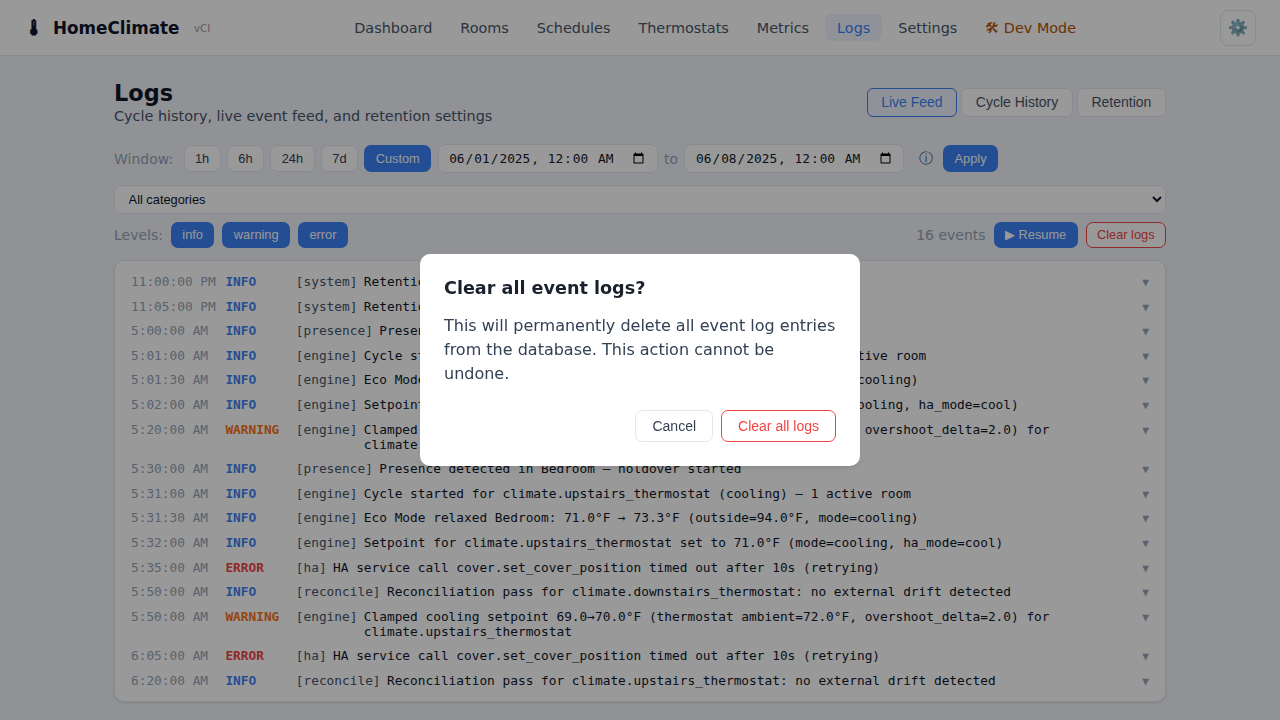 HomeClimate vCI Dashboard Rooms Schedules Thermostats Metrics Logs Settings 🛠 Dev Mode
Logs
Cycle history, live event feed, and retention settings
Live Feed Cycle History Retention
Window: 1h 6h 24h 7d Custom 06/01/2025, 12:00 AM to 06/08/2025, 12:00 AM ⓘ Apply
All categories
Levels: info warning error 16 events ▶ Resume Clear logs
Clear all event logs?
This will permanently delete all event log entries
from the database. This action cannot be
undone.
Cancel Clear all logs
11:00:00 PM INFO [system]
11:05:00 PM INFO [system]
5:00:00 AM INFO [presence]
5:01:00 AM INFO [engine] Cycle room
5:01:30 AM INFO [engine] Eco cooling)
5:02:00 AM INFO [engine] ha_mode=cool)
5:20:00 AM WARNING [engine] Clamped overshoot_delta=2.0) for
5:30:00 AM INFO [presence] Presence detected in Bedroom — holdover started
5:31:00 AM INFO [engine] Cycle started for climate.upstairs_thermostat (cooling) — 1 active room
5:31:30 AM INFO [engine] Eco Mode relaxed Bedroom: 71.0°F → 73.3°F (outside=94.0°F, mode=cooling)
5:32:00 AM INFO [engine] Setpoint for climate.upstairs_thermostat set to 71.0°F (mode=cooling, ha_mode=cool)
5:35:00 AM ERROR [ha] HA service call cover.set_cover_position timed out after 10s (retrying)
5:50:00 AM INFO [reconcile] Reconciliation pass for climate.downstairs_thermostat: no external drift detected
5:50:00 AM WARNING [engine] Clamped cooling setpoint 69.0→70.0°F (thermostat ambient=72.0°F, overshoot_delta=2.0) for
climate.upstairs_thermostat
6:05:00 AM ERROR [ha] HA service call cover.set_cover_position timed out after 10s (retrying)
6:20:00 AM INFO [reconcile] Reconciliation pass for climate.upstairs_thermostat: no external drift detected